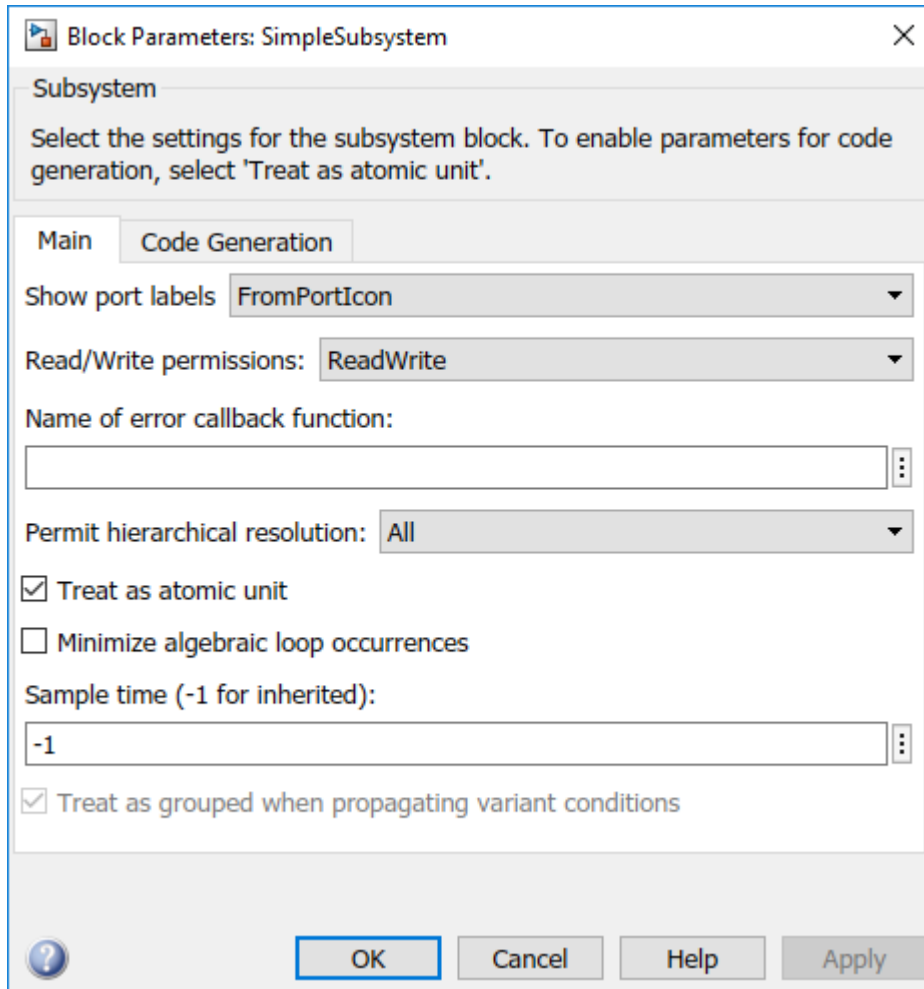 Block Parameters: SimpleSubsystem
Subsystem
Select the settings for the subsystem block. To enable parameters for code
generation, select 'Treat as atomic unit'.
Main Code Generation
Show port labels FromPortIcon
Read/Write permissions: ReadWrite
Name of error callback function:
Permit hierarchical resolution: All
Treat as atomic unit
Minimize algebraic loop occurrences
Sample time (-1 for inherited):
-1
Treat as grouped when propagating variant conditions
? OK Cancel Help Apply